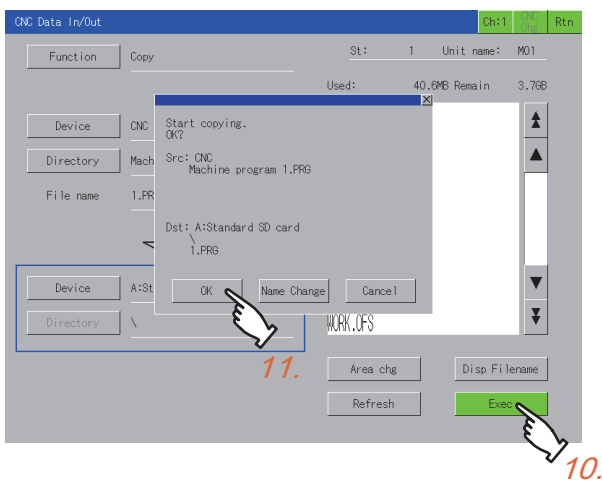 CNC Data In/Out
Ch:1
CNC Chg
Rtn
Function
Copy
St: 1 Unit name: M01
Used: 40.6MB Remain 3.7GB
Device
CNC
Directory
Mach
File name
1.PR
Start copying.
OK?
Src: CNC
Machine program 1.PRG
Dst: A:Standard SD card
\
1.PRG
OK
Name Change
Cancel
Device
A:St
Directory
\
WORK.OFS
11.
Area chg
Disp Filename
Refresh
Exec
10.